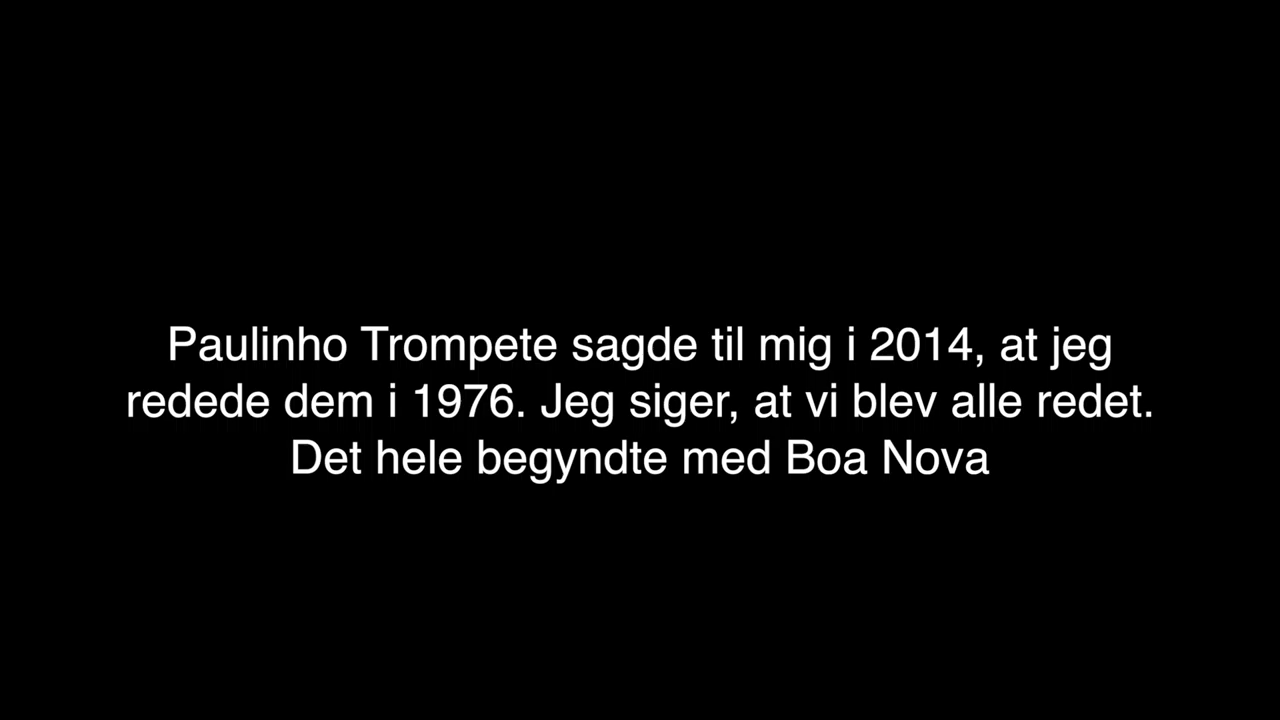 Paulinho Trompete sagde til mig i 2014, at jeg
redede dem i 1976. Jeg siger, at vi blev alle redet.
Det hele begyndte med Boa Nova